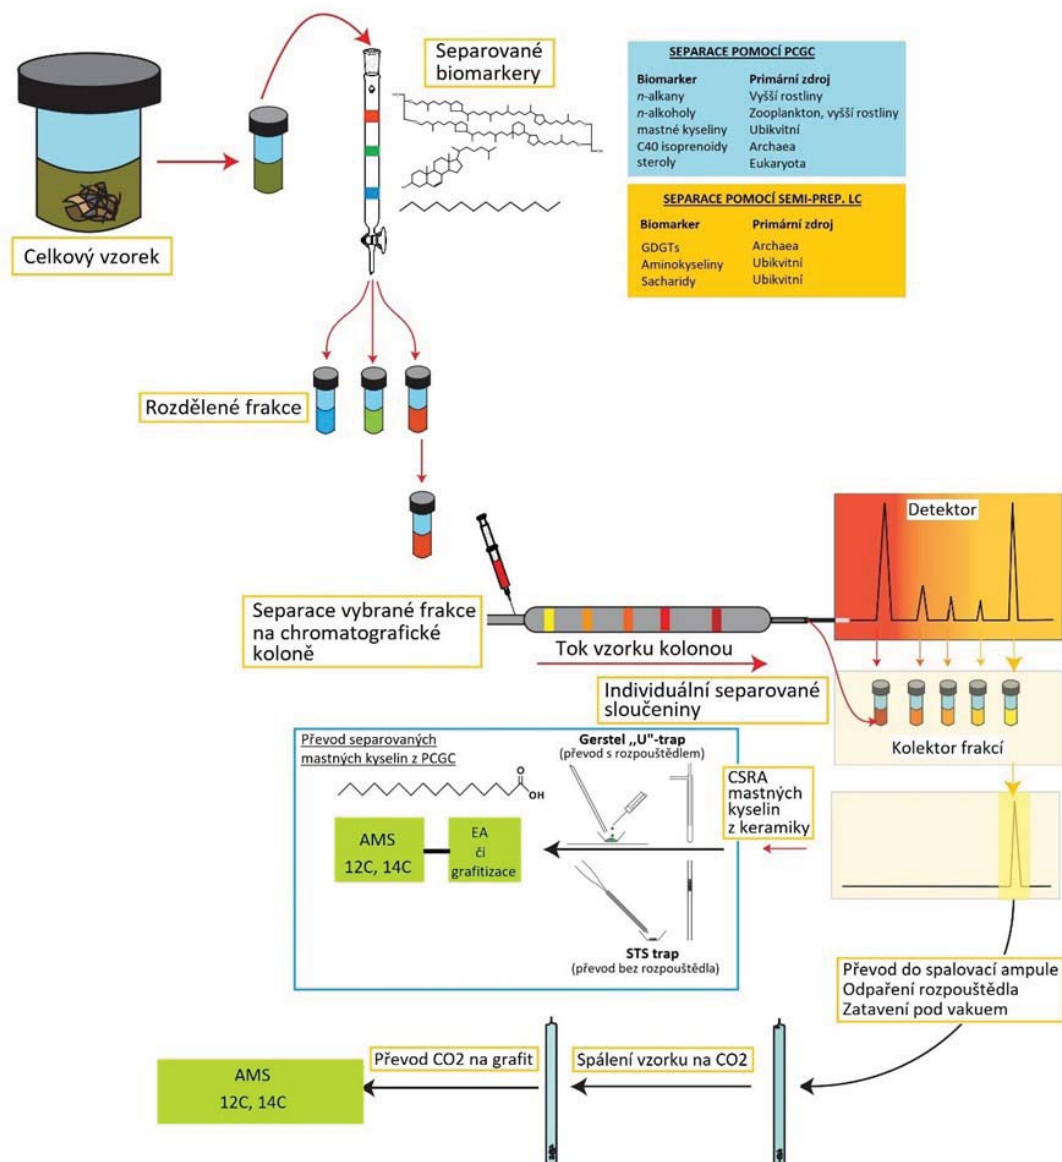 Separované
biomarkery
SEPARACE POMOCÍ PCGC
Biomarker Primární zdroj
n-alkany Vyšší rostliny
n-alkoholy Zooplankton, vyšší rostliny
mastné kyseliny Ubikvitní
C40 isoprenoidy Archaea
steroly Eukaryota
SEPARACE POMOCÍ SEMI-PREP. LC
Biomarker Primární zdroj
GDGTs Archaea
Aminokyseliny Ubikvitní
Sacharidy Ubikvitní
Celkový vzorek
Rozdělené frakce
Detektor
Separace vybrané frakce
na chromatografické
koloně
Tok vzorku kolonou
Individuální separované
sloučeniny
Kolektor frakcí
Převod separovaných
mastných kyselin z PCGC
Gerstel „U"-trap
(převod s rozpouštědlem)
O
OH
CSRA
mastných
kyselin
z keramiky
AMS
12C, 14C
EA
či
grafitizace
STS trap
(převod bez rozpouštědla)
Převod do spalovací ampule
Odpaření rozpouštědla
Zatavení pod vakuem
Převod CO2 na grafit
Spálení vzorku na CO2
AMS
12C, 14C